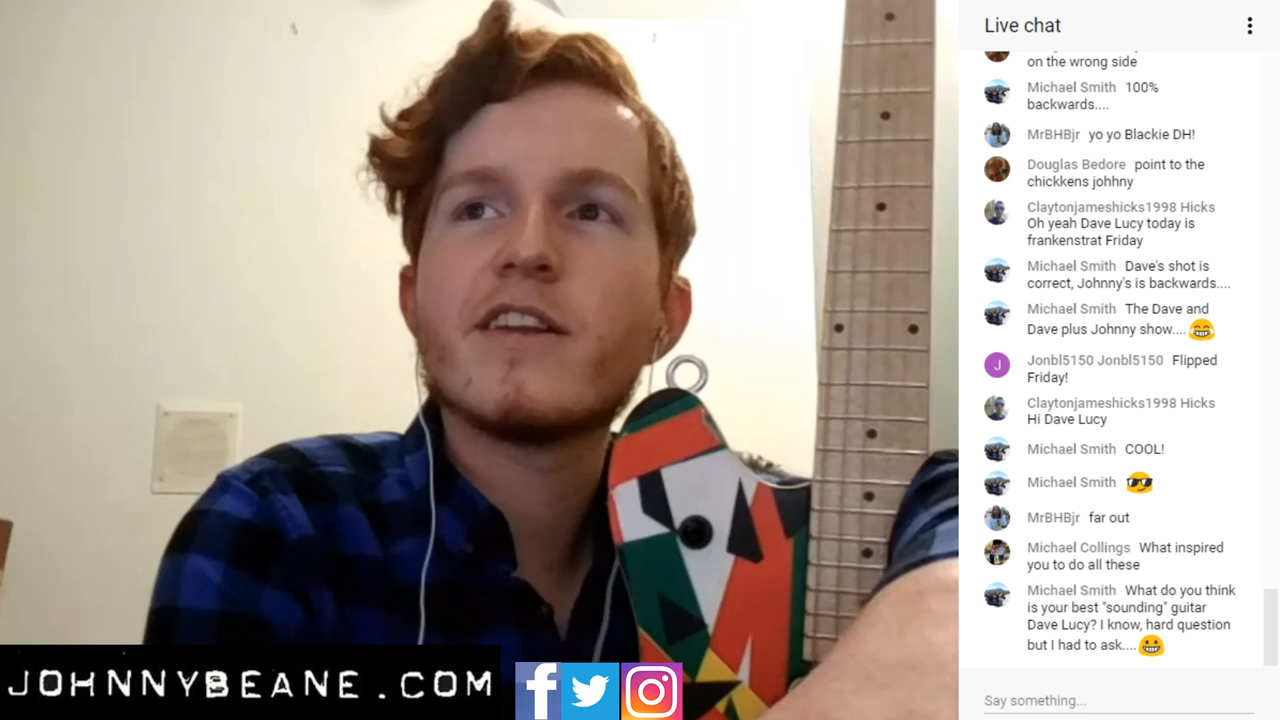 Live chat
on the wrong side
Michael Smith 100%
backwards....
MrBHBjr yo yo Blackie DH!
Douglas Bedore point to the
chickkens johnny
Claytonjameshicks1998 Hicks
Oh yeah Dave Lucy today is
frankenstrat Friday
Michael Smith Dave's shot is
correct, Johnny's is backwards....
Michael Smith The Dave and
Dave plus Johnny show....
J Jonbl5150 Jonbl5150 Flipped
Friday!
Claytonjameshicks1998 Hicks
Hi Dave Lucy
Michael Smith COOL!
Michael Smith
MrBHBjr far out
Michael Collings What inspired
you to do all these
Michael Smith What do you think
is your best "sounding" guitar
Dave Lucy? I know, hard question
but I had to ask....
Say something...
JOHNNYBEANE.COM